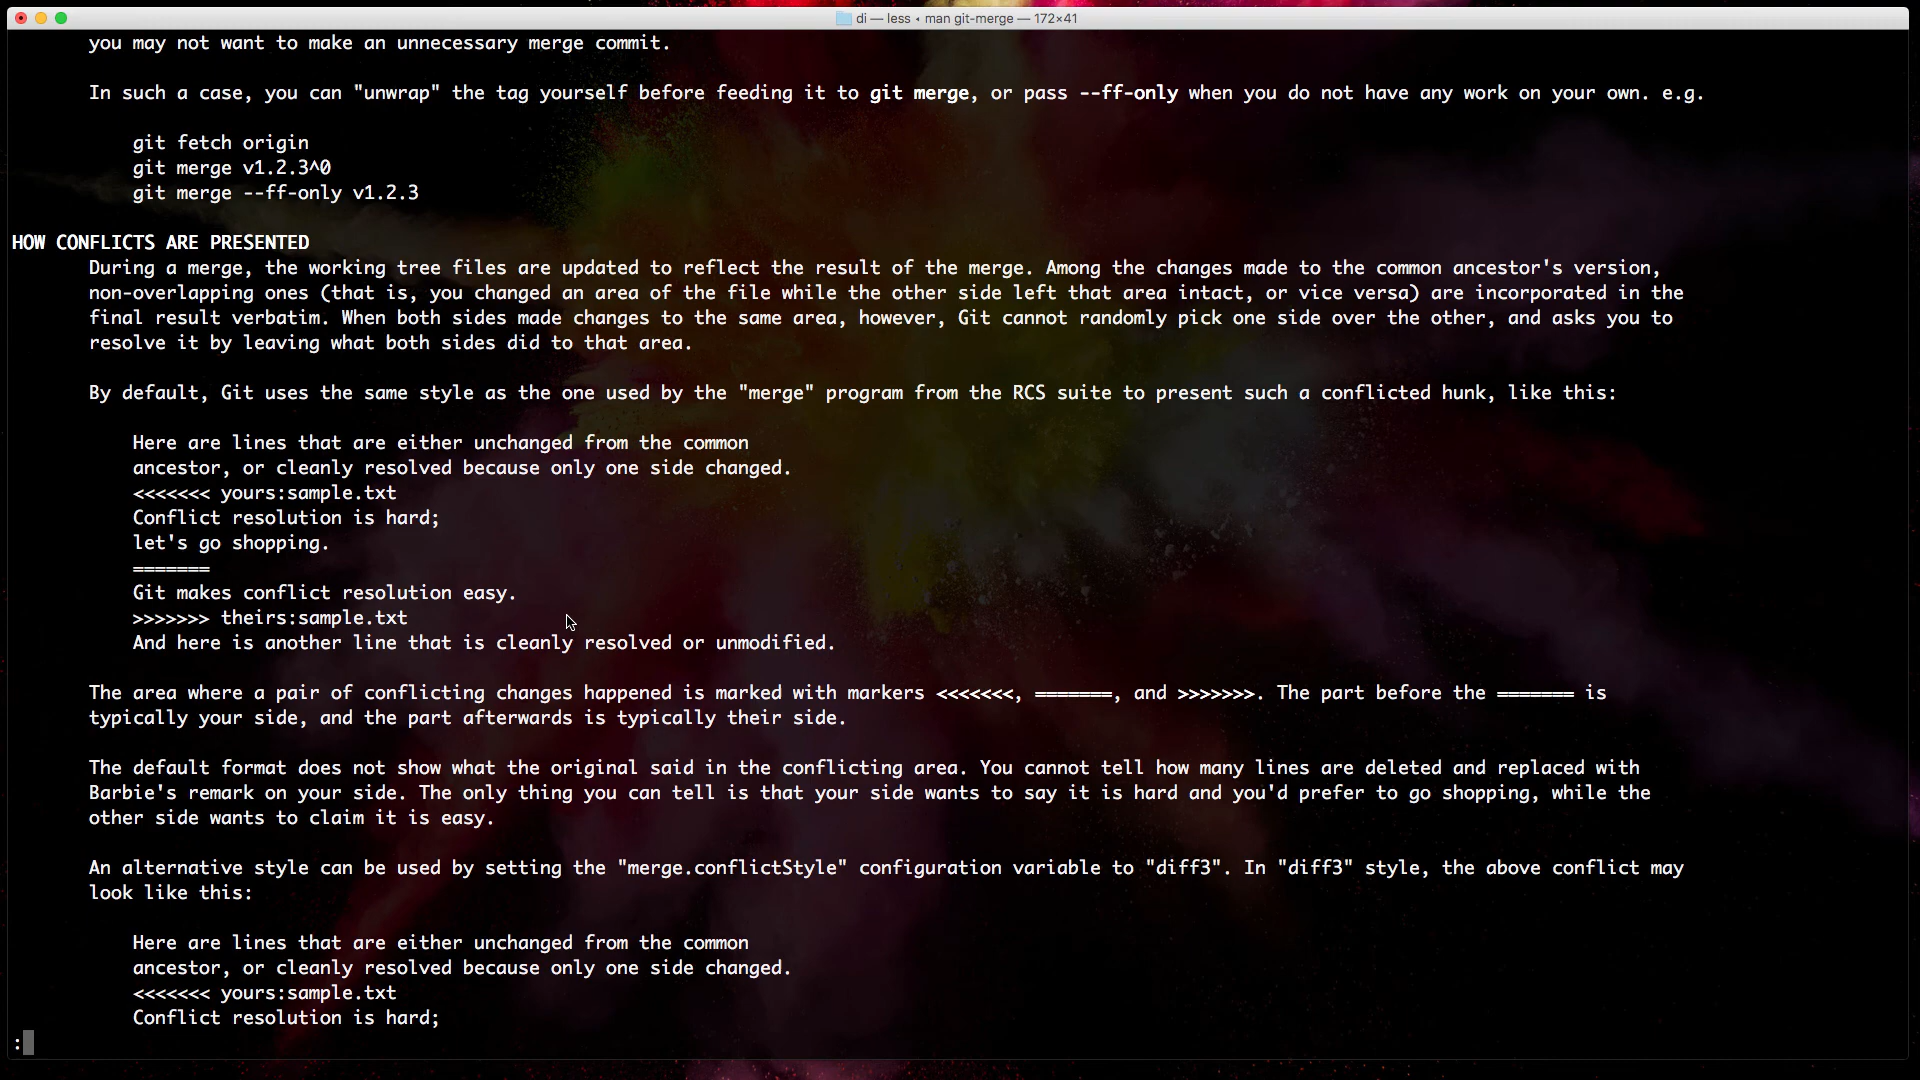 di — less ◂ man git-merge — 172×41
you may not want to make an unnecessary merge commit.
In such a case, you can "unwrap" the tag yourself before feeding it to git merge, or pass --ff-only when you do not have any work on your own. e.g.
git fetch origin
git merge v1.2.3^0
git merge --ff-only v1.2.3
HOW CONFLICTS ARE PRESENTED
During a merge, the working tree files are updated to reflect the result of the merge. Among the changes made to the common ancestor's version,
non-overlapping ones (that is, you changed an area of the file while the other side left that area intact, or vice versa) are incorporated in the
final result verbatim. When both sides made changes to the same area, however, Git cannot randomly pick one side over the other, and asks you to
resolve it by leaving what both sides did to that area.
By default, Git uses the same style as the one used by the "merge" program from the RCS suite to present such a conflicted hunk, like this:
Here are lines that are either unchanged from the common
ancestor, or cleanly resolved because only one side changed.
<<<<<<< yours:sample.txt
Conflict resolution is hard;
let's go shopping.
=======
Git makes conflict resolution easy.
>>>>>>> theirs:sample.txt
And here is another line that is cleanly resolved or unmodified.
The area where a pair of conflicting changes happened is marked with markers <<<<<<<, =======, and >>>>>>>. The part before the ======= is
typically your side, and the part afterwards is typically their side.
The default format does not show what the original said in the conflicting area. You cannot tell how many lines are deleted and replaced with
Barbie's remark on your side. The only thing you can tell is that your side wants to say it is hard and you'd prefer to go shopping, while the
other side wants to claim it is easy.
An alternative style can be used by setting the "merge.conflictStyle" configuration variable to "diff3". In "diff3" style, the above conflict may
look like this:
Here are lines that are either unchanged from the common
ancestor, or cleanly resolved because only one side changed.
<<<<<<< yours:sample.txt
Conflict resolution is hard;
: